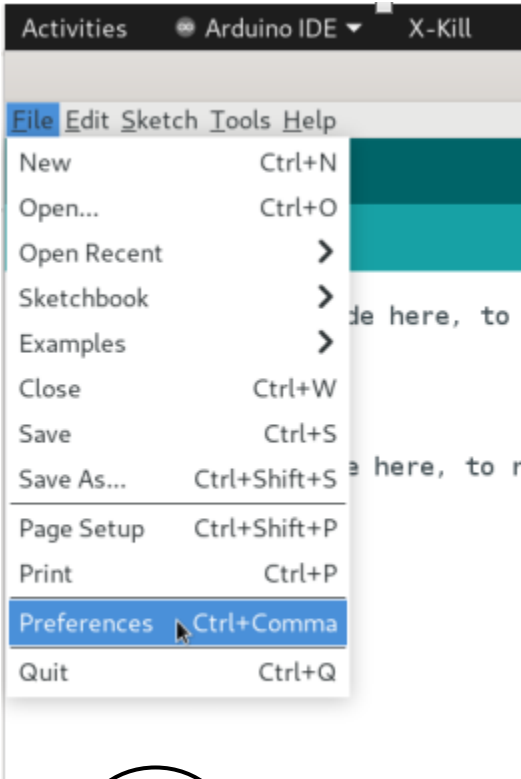 Activities Arduino IDE X-Kill
File Edit Sketch Tools Help
New Ctrl+N
Open... Ctrl+O
Open Recent
Sketchbook
de here, to
Examples
Close Ctrl+W
Save Ctrl+S
e here, to
Save As... Ctrl+Shift+S
Page Setup Ctrl+Shift+P
Print Ctrl+P
Preferences Ctrl+Comma
Quit Ctrl+Q